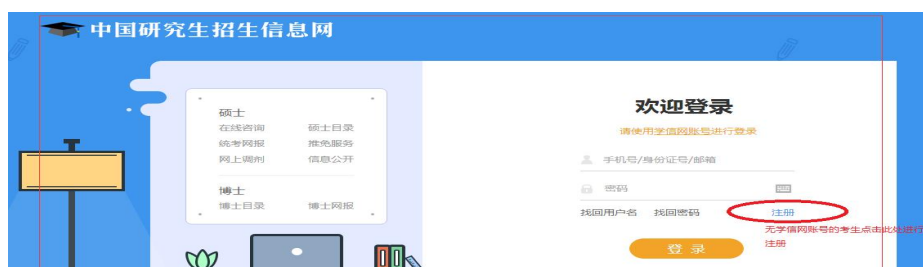 中国研究生招生信息网
硕士
在线咨询 硕士目录
统考网报 推免服务
网上调剂 信息公开
博士
博士目录 博士网报
欢迎登录
请使用学信网账号进行登录
手机号/身份证号/邮箱
密码
找回用户名 找回密码 注册
无学信网账号的考生点击此处进行
注册
登录